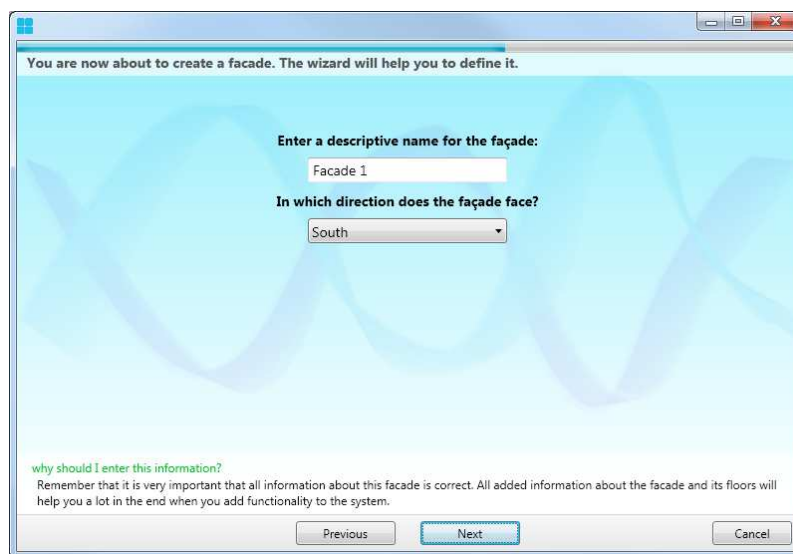 You are now about to create a facade. The wizard will help you to define it.
Enter a descriptive name for the façade:
Facade 1
In which direction does the façade face?
South
why should I enter this information?
Remember that it is very important that all information about this facade is correct. All added information about the facade and its floors will
help you a lot in the end when you add functionality to the system.
Previous
Next
Cancel